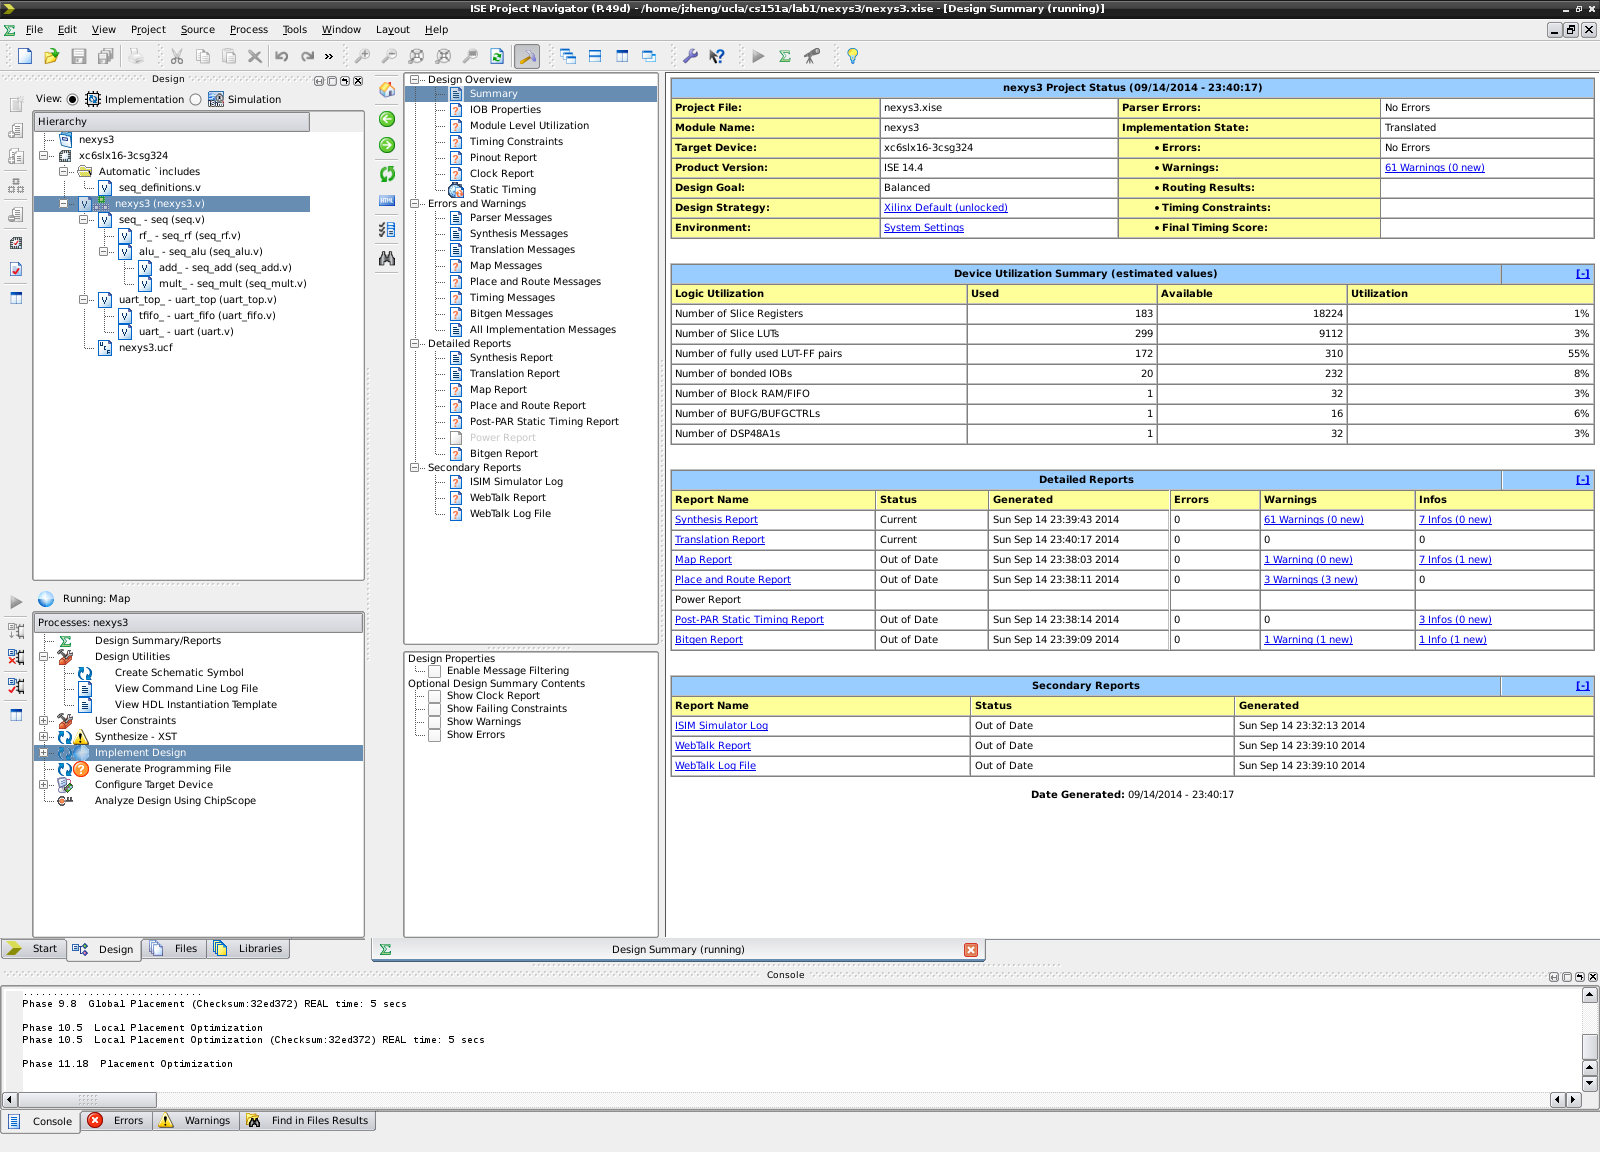 ISE Project Navigator (P.49d) - /home/jzheng/ucla/cs151a/lab1/nexys3/nexys3.xise - [Design Summary (running)]
File Edit View Project Source Process Tools Window Layout Help
»
Design
View: Implementation Simulation
Hierarchy
nexys3
xc6slx16-3csg324
Automatic `includes
seq_definitions.v
nexys3 (nexys3.v)
seq_ - seq (seq.v)
rf_ - seq_rf (seq_rf.v)
alu_ - seq_alu (seq_alu.v)
add_ - seq_add (seq_add.v)
mult_ - seq_mult (seq_mult.v)
uart_top_ - uart_top (uart_top.v)
tfifo_ - uart_fifo (uart_fifo.v)
uart_ - uart (uart.v)
nexys3.ucf
Running: Map
Processes: nexys3
Design Summary/Reports
Design Utilities
Create Schematic Symbol
View Command Line Log File
View HDL Instantiation Template
User Constraints
Synthesize - XST
Implement Design
Generate Programming File
Configure Target Device
Analyze Design Using ChipScope
Start Design Files Libraries
Design Overview
Summary
IOB Properties
Module Level Utilization
Timing Constraints
Pinout Report
Clock Report
Static Timing
Errors and Warnings
Parser Messages
Synthesis Messages
Translation Messages
Map Messages
Place and Route Messages
Timing Messages
Bitgen Messages
All Implementation Messages
Detailed Reports
Synthesis Report
Translation Report
Map Report
Place and Route Report
Post-PAR Static Timing Report
Power Report
Bitgen Report
Secondary Reports
ISIM Simulator Log
WebTalk Report
WebTalk Log File
Design Properties
Enable Message Filtering
Optional Design Summary Contents
Show Clock Report
Show Failing Constraints
Show Warnings
Show Errors
nexys3 Project Status (09/14/2014 - 23:40:17)
Project File: nexys3.xise Parser Errors: No Errors
Module Name: nexys3 Implementation State: Translated
Target Device: xc6slx16-3csg324 • Errors: No Errors
Product Version: ISE 14.4 • Warnings: 61 Warnings (0 new)
Design Goal: Balanced • Routing Results:
Design Strategy: Xilinx Default (unlocked) • Timing Constraints:
Environment: System Settings • Final Timing Score:
Device Utilization Summary (estimated values) [-]
Logic Utilization Used Available Utilization
Number of Slice Registers 183 18224 1%
Number of Slice LUTs 299 9112 3%
Number of fully used LUT-FF pairs 172 310 55%
Number of bonded IOBs 20 232 8%
Number of Block RAM/FIFO 1 32 3%
Number of BUFG/BUFGCTRLs 1 16 6%
Number of DSP48A1s 1 32 3%
Detailed Reports [-]
Report Name Status Generated Errors Warnings Infos
Synthesis Report Current Sun Sep 14 23:39:43 2014 0 61 Warnings (0 new) 7 Infos (0 new)
Translation Report Current Sun Sep 14 23:40:17 2014 0 0 0
Map Report Out of Date Sun Sep 14 23:38:03 2014 0 1 Warning (0 new) 7 Infos (1 new)
Place and Route Report Out of Date Sun Sep 14 23:38:11 2014 0 3 Warnings (3 new) 0
Power Report
Post-PAR Static Timing Report Out of Date Sun Sep 14 23:38:14 2014 0 0 3 Infos (0 new)
Bitgen Report Out of Date Sun Sep 14 23:39:09 2014 0 1 Warning (1 new) 1 Info (1 new)
Secondary Reports [-]
Report Name Status Generated
ISIM Simulator Log Out of Date Sun Sep 14 23:32:13 2014
WebTalk Report Out of Date Sun Sep 14 23:39:10 2014
WebTalk Log File Out of Date Sun Sep 14 23:39:10 2014
Date Generated: 09/14/2014 - 23:40:17
Design Summary (running)
Console
..............................
Phase 9.8 Global Placement (Checksum:32ed372) REAL time: 5 secs
Phase 10.5 Local Placement Optimization
Phase 10.5 Local Placement Optimization (Checksum:32ed372) REAL time: 5 secs
Phase 11.18 Placement Optimization
Console Errors Warnings Find in Files Results